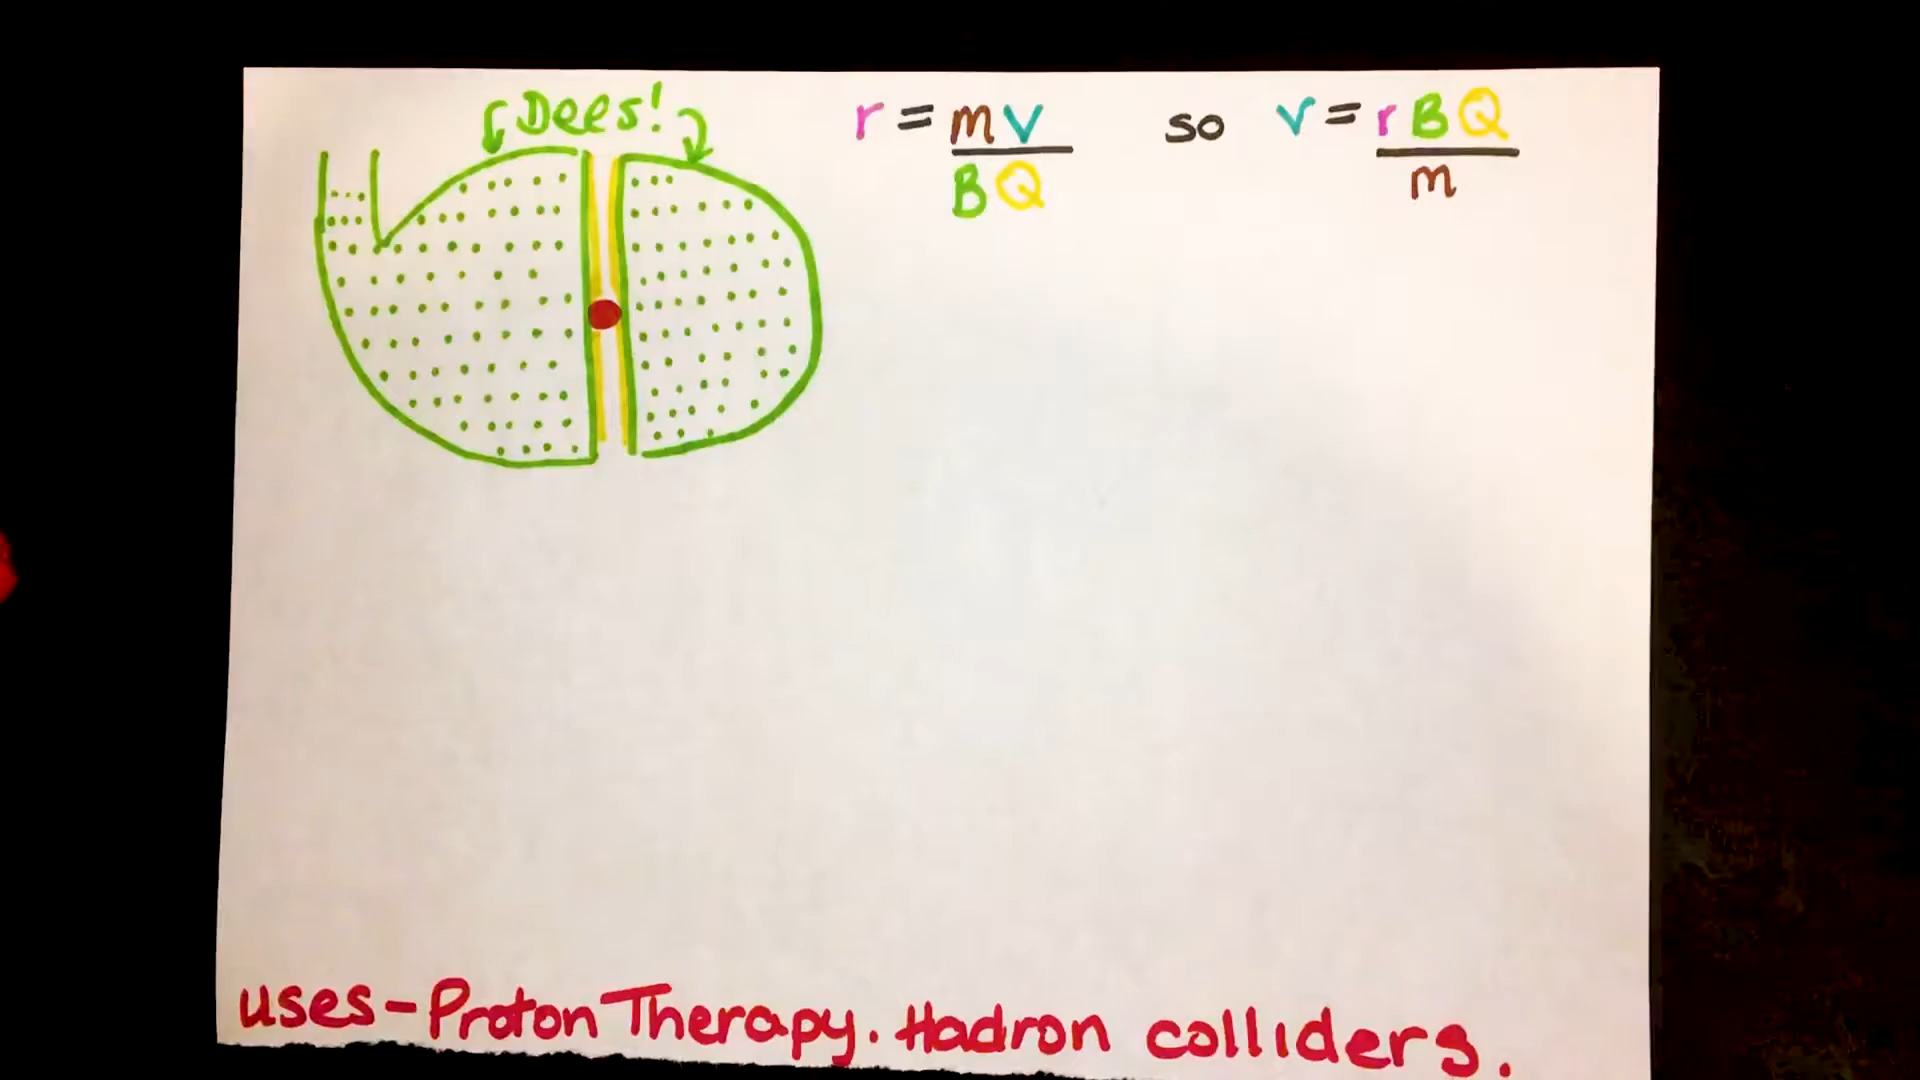 Dees!
r = mv / BQ so v = rBQ / m
uses - Proton Therapy. Hadron colliders.